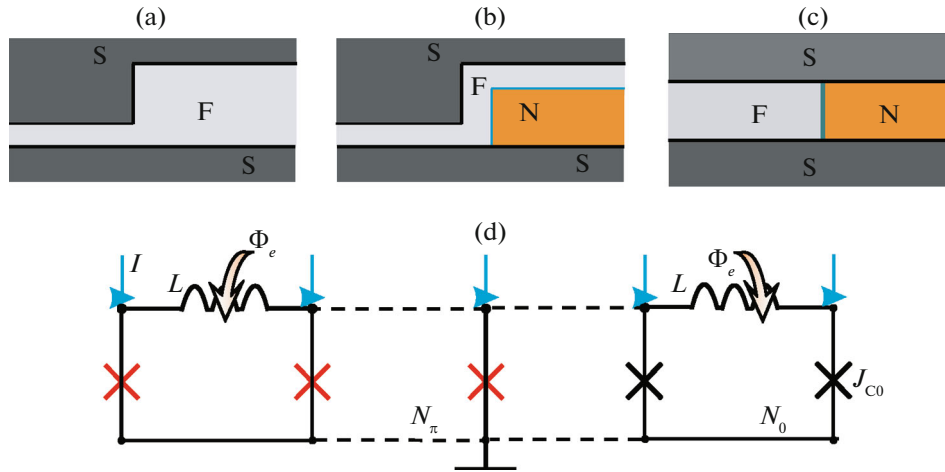 (a) (b) (c)
S S S
F F N F N
S S S
(d)
Φe Φe
I L L
JC0
Nπ N0